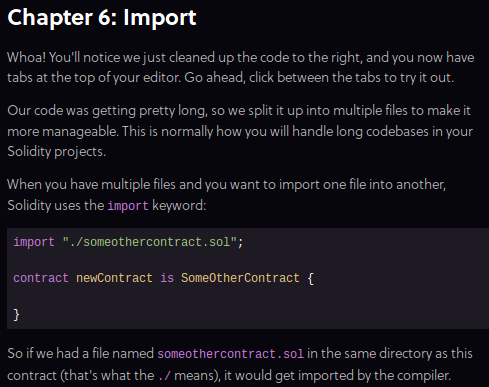 Chapter 6: Import
Whoa! You'll notice we just cleaned up the code to the right, and you now have
tabs at the top of your editor. Go ahead, click between the tabs to try it out.
Our code was getting pretty long, so we split it up into multiple files to make it
more manageable. This is normally how you will handle long codebases in your
Solidity projects.
When you have multiple files and you want to import one file into another,
Solidity uses the import keyword:
import "./someothercontract.sol";
contract newContract is SomeOtherContract {
}
So if we had a file named someothercontract.sol in the same directory as this
contract (that's what the ./ means), it would get imported by the compiler.